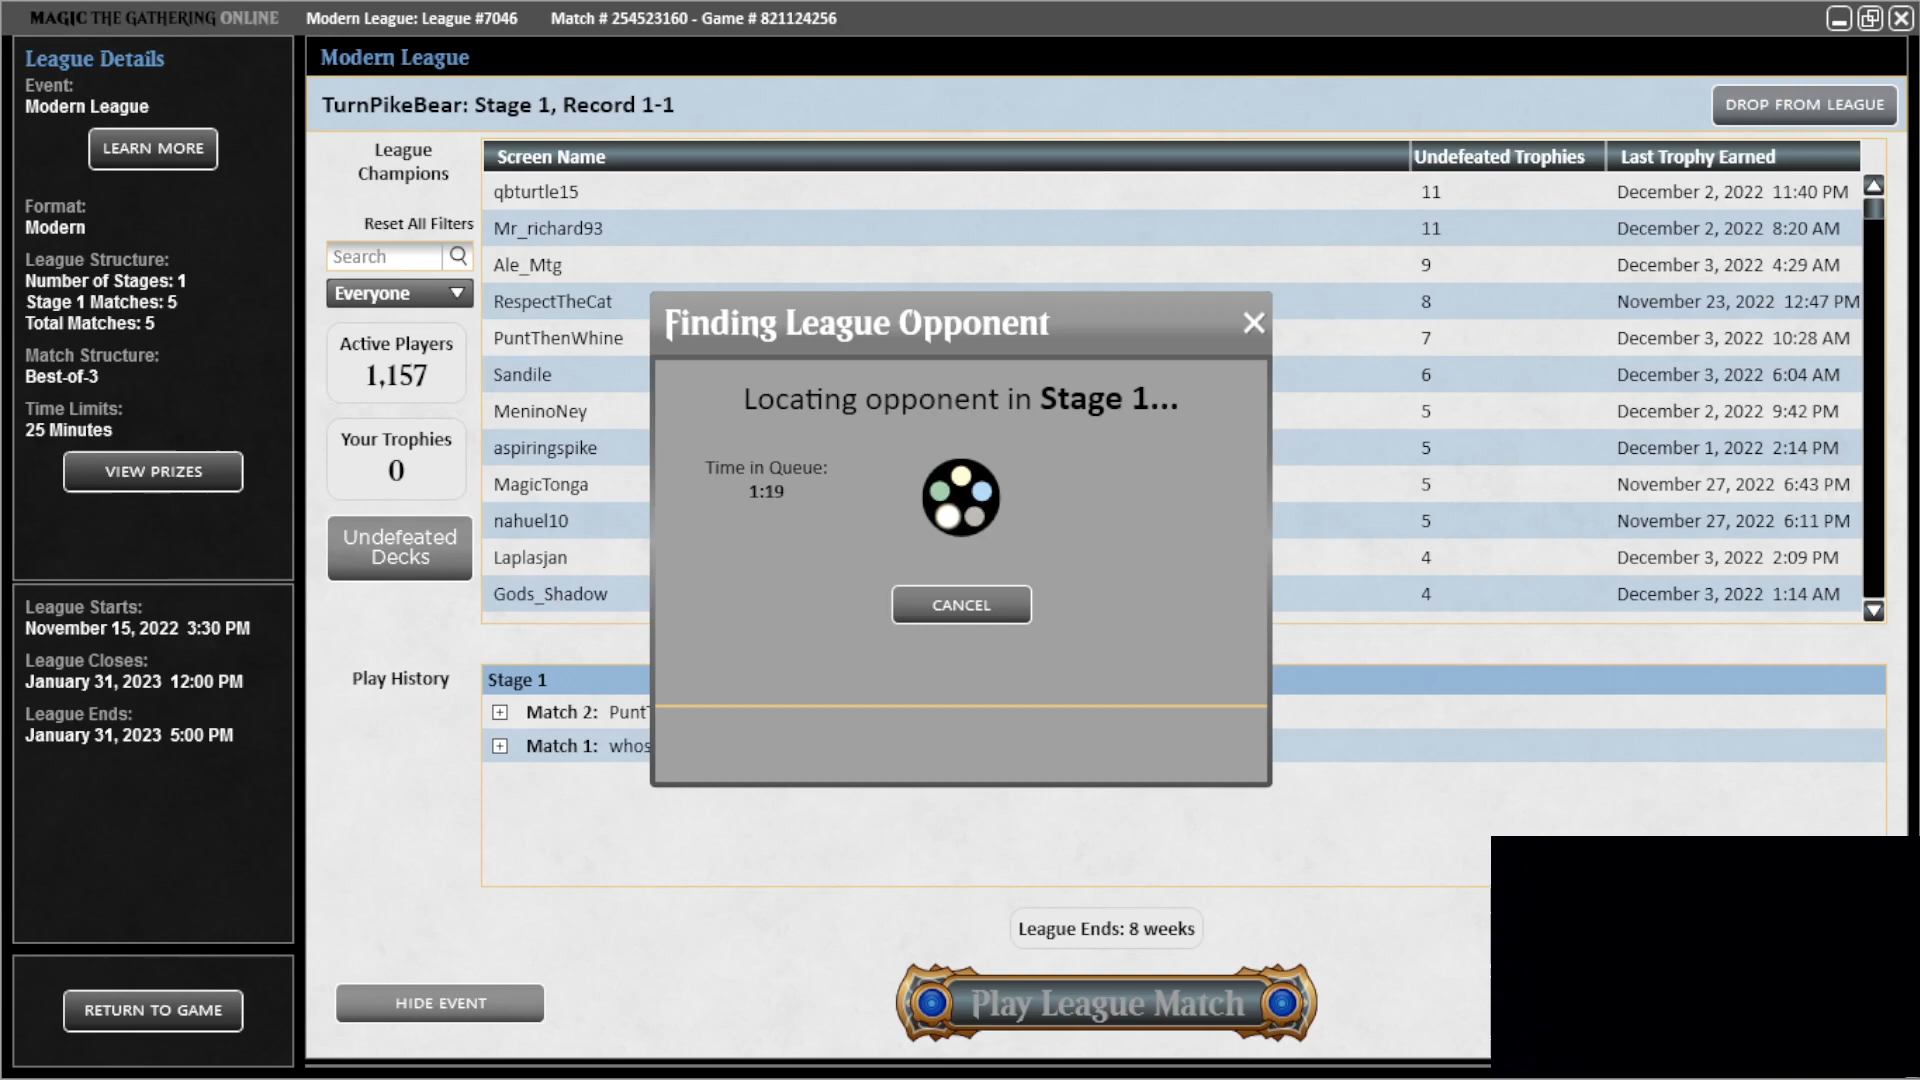 MAGIC THE GATHERING ONLINE
Modern League: League #7046
Match # 254523160 - Game # 821124256
League Details
Event:
Modern League
LEARN MORE
Format:
Modern
League Structure:
Number of Stages: 1
Stage 1 Matches: 5
Total Matches: 5
Match Structure:
Best-of-3
Time Limits:
25 Minutes
VIEW PRIZES
League Starts:
November 15, 2022 3:30 PM
League Closes:
January 31, 2023 12:00 PM
League Ends:
January 31, 2023 5:00 PM
RETURN TO GAME
Modern League
TurnPikeBear: Stage 1, Record 1-1
DROP FROM LEAGUE
League
Champions
Reset All Filters
Search
Everyone
Active Players
1,157
Your Trophies
0
Undefeated
Decks
Screen Name Undefeated Trophies Last Trophy Earned
qbturtle15 11 December 2, 2022 11:40 PM
Mr_richard93 11 December 2, 2022 8:20 AM
Ale_Mtg 9 December 3, 2022 4:29 AM
RespectTheCat 8 November 23, 2022 12:47 PM
PuntThenWhine 7 December 3, 2022 10:28 AM
Sandile 6 December 3, 2022 6:04 AM
MeninoNey 5 December 2, 2022 9:42 PM
aspiringspike 5 December 1, 2022 2:14 PM
MagicTonga 5 November 27, 2022 6:43 PM
nahuel10 5 November 27, 2022 6:11 PM
Laplasjan 4 December 3, 2022 2:09 PM
Gods_Shadow 4 December 3, 2022 1:14 AM
Finding League Opponent
Locating opponent in Stage 1...
Time in Queue:
1:19
CANCEL
Play History
Stage 1
Match 2: Punt
Match 1: whos
League Ends: 8 weeks
HIDE EVENT
Play League Match